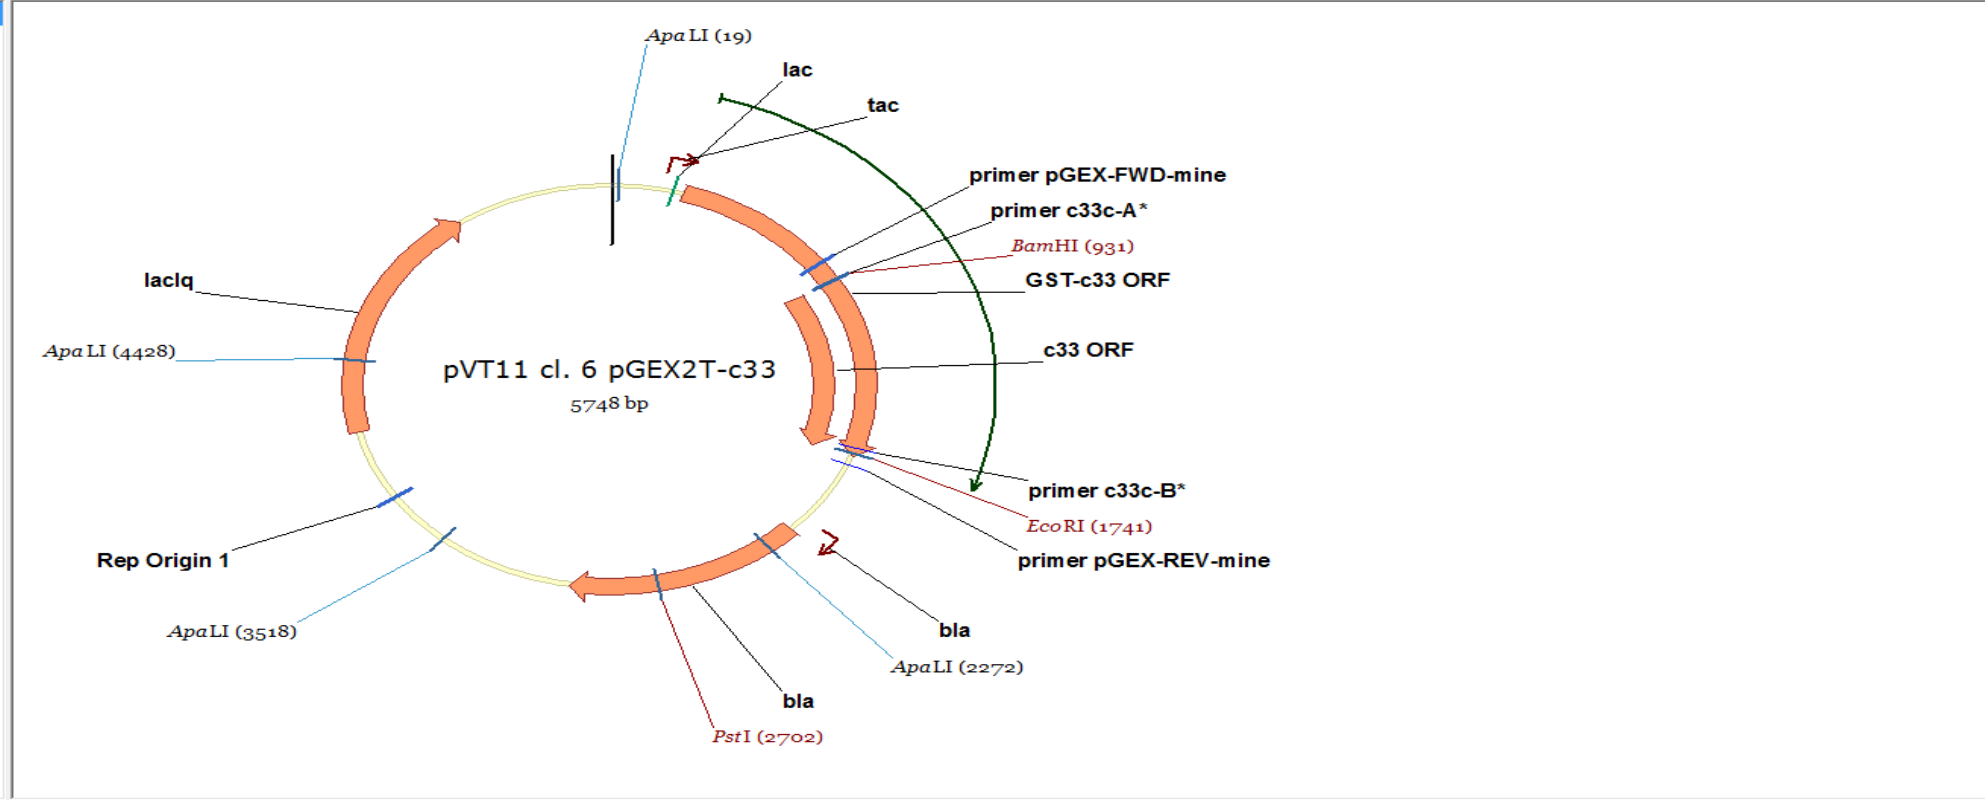 ApaLI (19)
lac
tac
primer pGEX-FWD-mine
primer c33c-A*
BamHI (931)
GST-c33 ORF
c33 ORF
lacIq
ApaLI (4428)
pVT11 cl. 6 pGEX2T-c33
5748 bp
primer c33c-B*
EcoRI (1741)
primer pGEX-REV-mine
Rep Origin 1
ApaLI (3518)
bla
ApaLI (2272)
bla
PstI (2702)